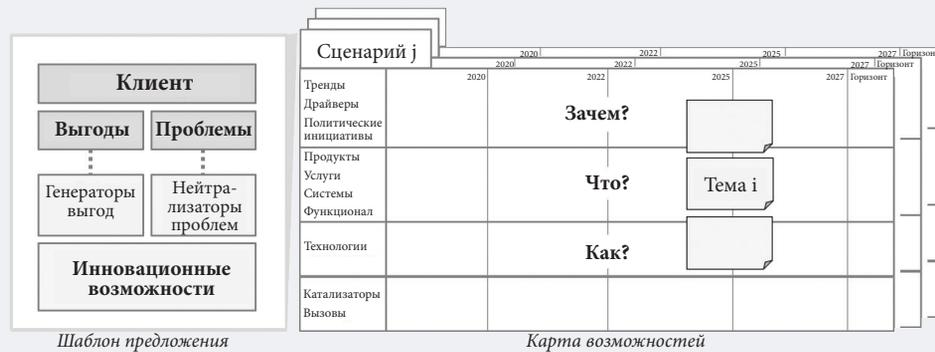 Клиент
Выгоды
Проблемы
Генераторы
выгод
Нейтра-
лизаторы
проблем
Инновационные
возможности
Шаблон предложения
Сценарий j
2020
2022
2025
2027
Горизонт
2020
2022
2025
2027
Горизонт
2020
2022
2025
2027
Горизонт
Тренды
Драйверы
Политические
инициативы
Зачем?
Продукты
Услуги
Системы
Функционал
Что?
Тема i
Технологии
Как?
Катализаторы
Вызовы
Карта возможностей